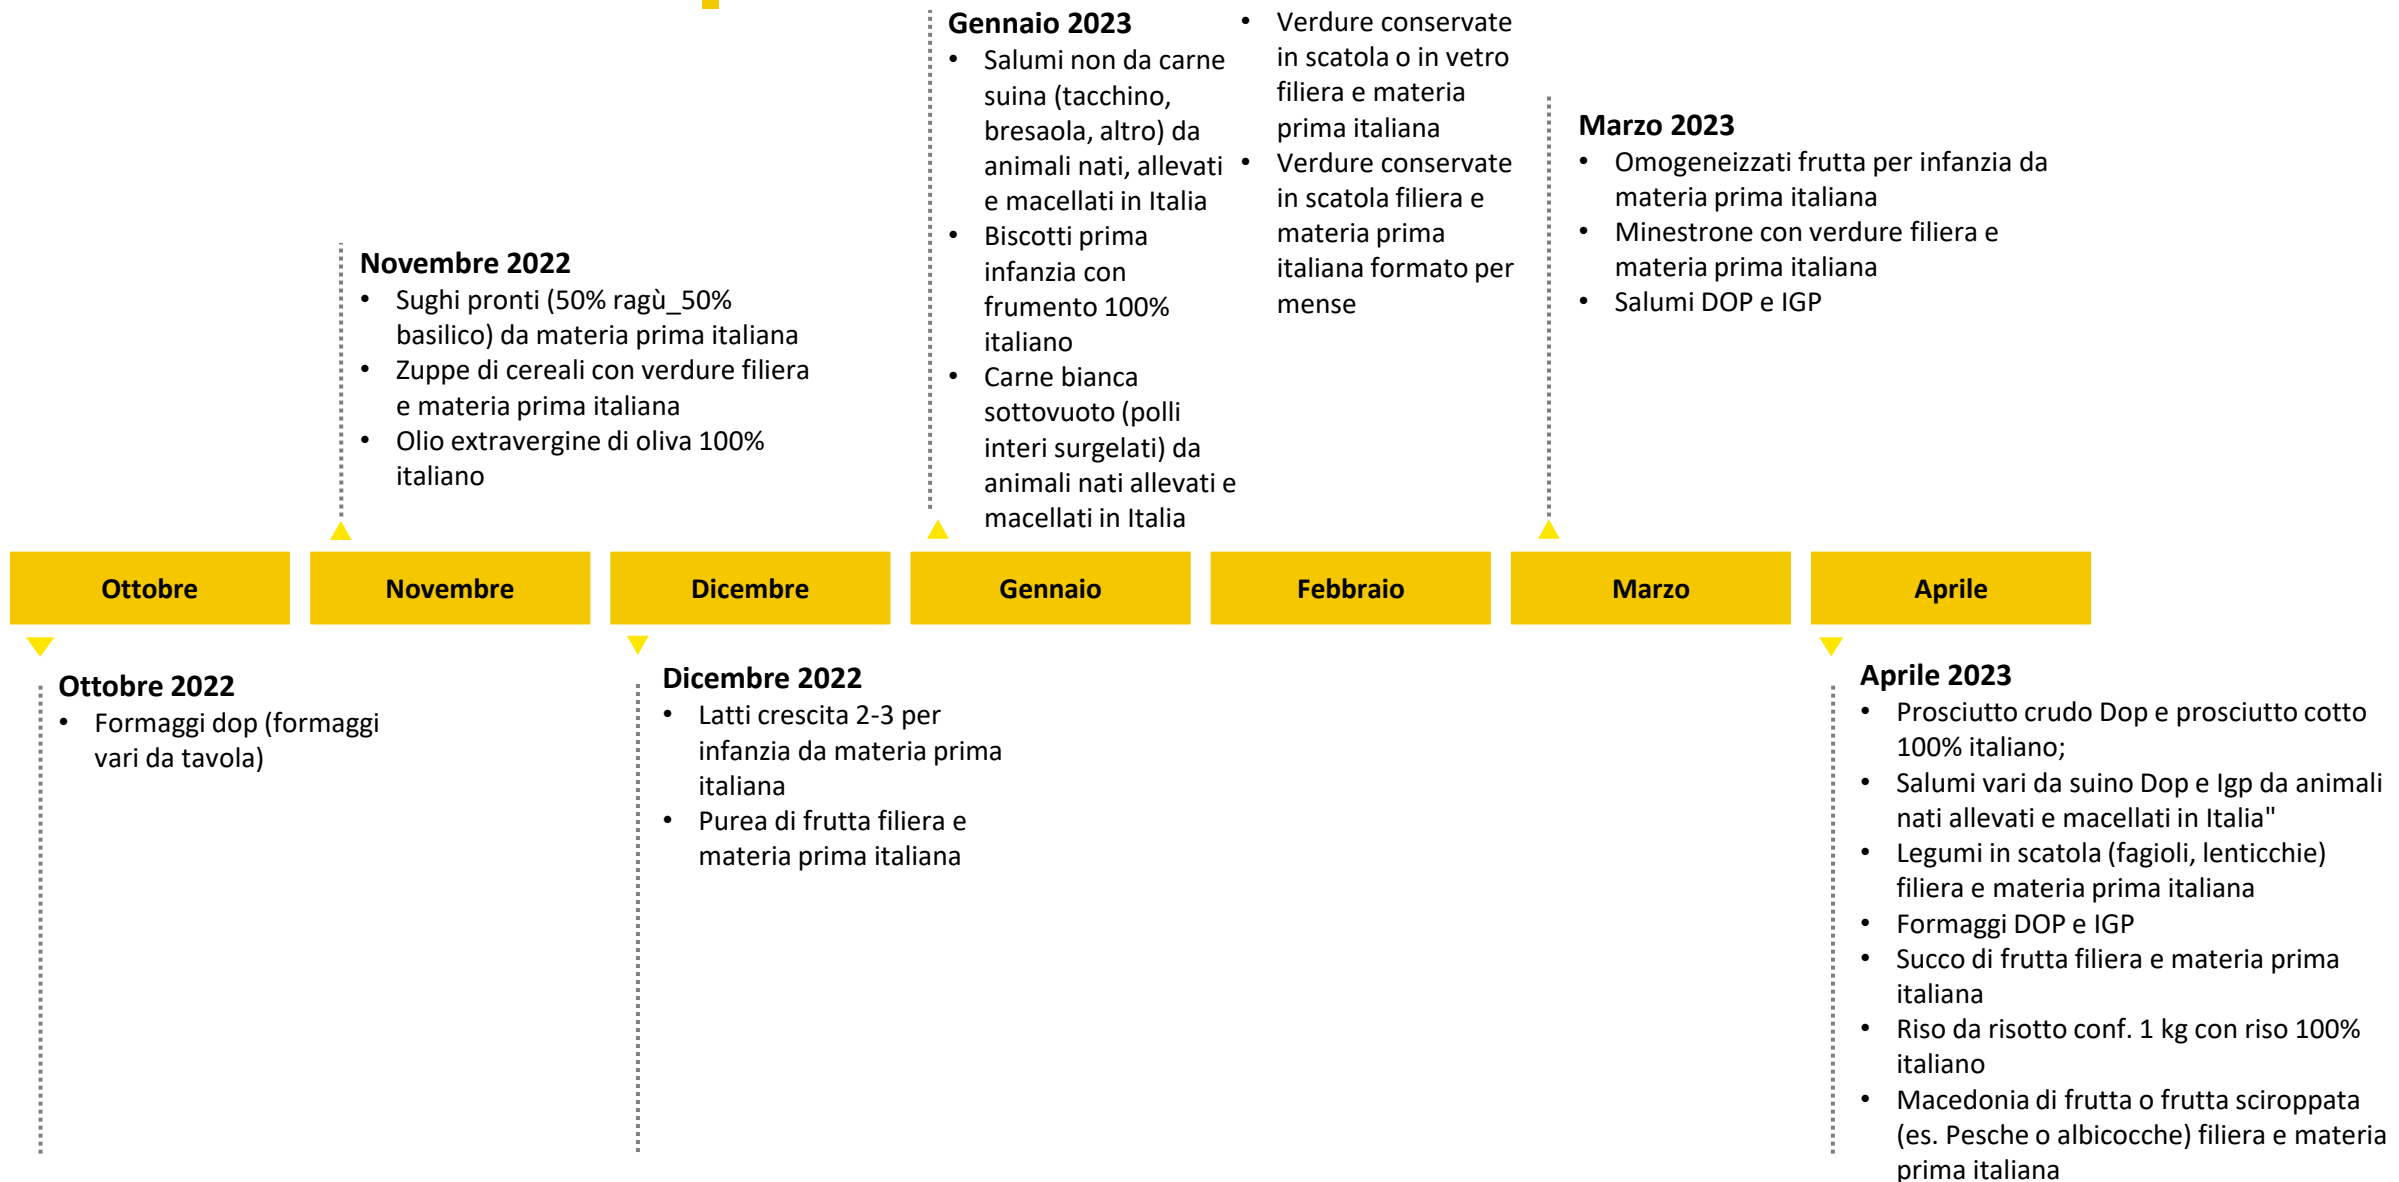 Gennaio 2023
• Salumi non da carne
suina (tacchino,
bresaola, altro) da
animali nati, allevati
e macellati in Italia
• Biscotti prima
infanzia con
frumento 100%
italiano
• Carne bianca
sottovuoto (polli
interi surgelati) da
animali nati allevati e
macellati in Italia
• Verdure conservate
in scatola o in vetro
filiera e materia
prima italiana
• Verdure conservate
in scatola filiera e
materia prima
italiana formato per
mense
Marzo 2023
• Omogeneizzati frutta per infanzia da
materia prima italiana
• Minestrone con verdure filiera e
materia prima italiana
• Salumi DOP e IGP
Novembre 2022
• Sughi pronti (50% ragù_50%
basilico) da materia prima italiana
• Zuppe di cereali con verdure filiera
e materia prima italiana
• Olio extravergine di oliva 100%
italiano
Ottobre
Novembre
Dicembre
Gennaio
Febbraio
Marzo
Aprile
Ottobre 2022
• Formaggi dop (formaggi
vari da tavola)
Dicembre 2022
• Latti crescita 2-3 per
infanzia da materia prima
italiana
• Purea di frutta filiera e
materia prima italiana
Aprile 2023
• Prosciutto crudo Dop e prosciutto cotto
100% italiano;
• Salumi vari da suino Dop e Igp da animali
nati allevati e macellati in Italia"
• Legumi in scatola (fagioli, lenticchie)
filiera e materia prima italiana
• Formaggi DOP e IGP
• Succo di frutta filiera e materia prima
italiana
• Riso da risotto conf. 1 kg con riso 100%
italiano
• Macedonia di frutta o frutta sciroppata
(es. Pesche o albicocche) filiera e materia
prima italiana